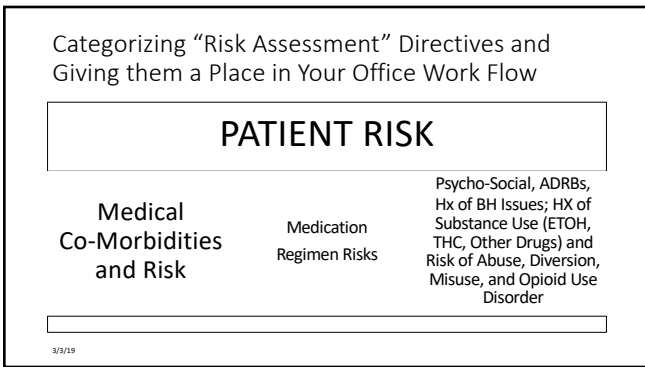 Categorizing “Risk Assessment” Directives and
Giving them a Place in Your Office Work Flow
PATIENT RISK
Medical
Co-Morbidities
and Risk
Medication
Regimen Risks
Psycho-Social, ADRBs,
Hx of BH Issues; HX of
Substance Use (ETOH,
THC, Other Drugs) and
Risk of Abuse, Diversion,
Misuse, and Opioid Use
Disorder
3/3/19